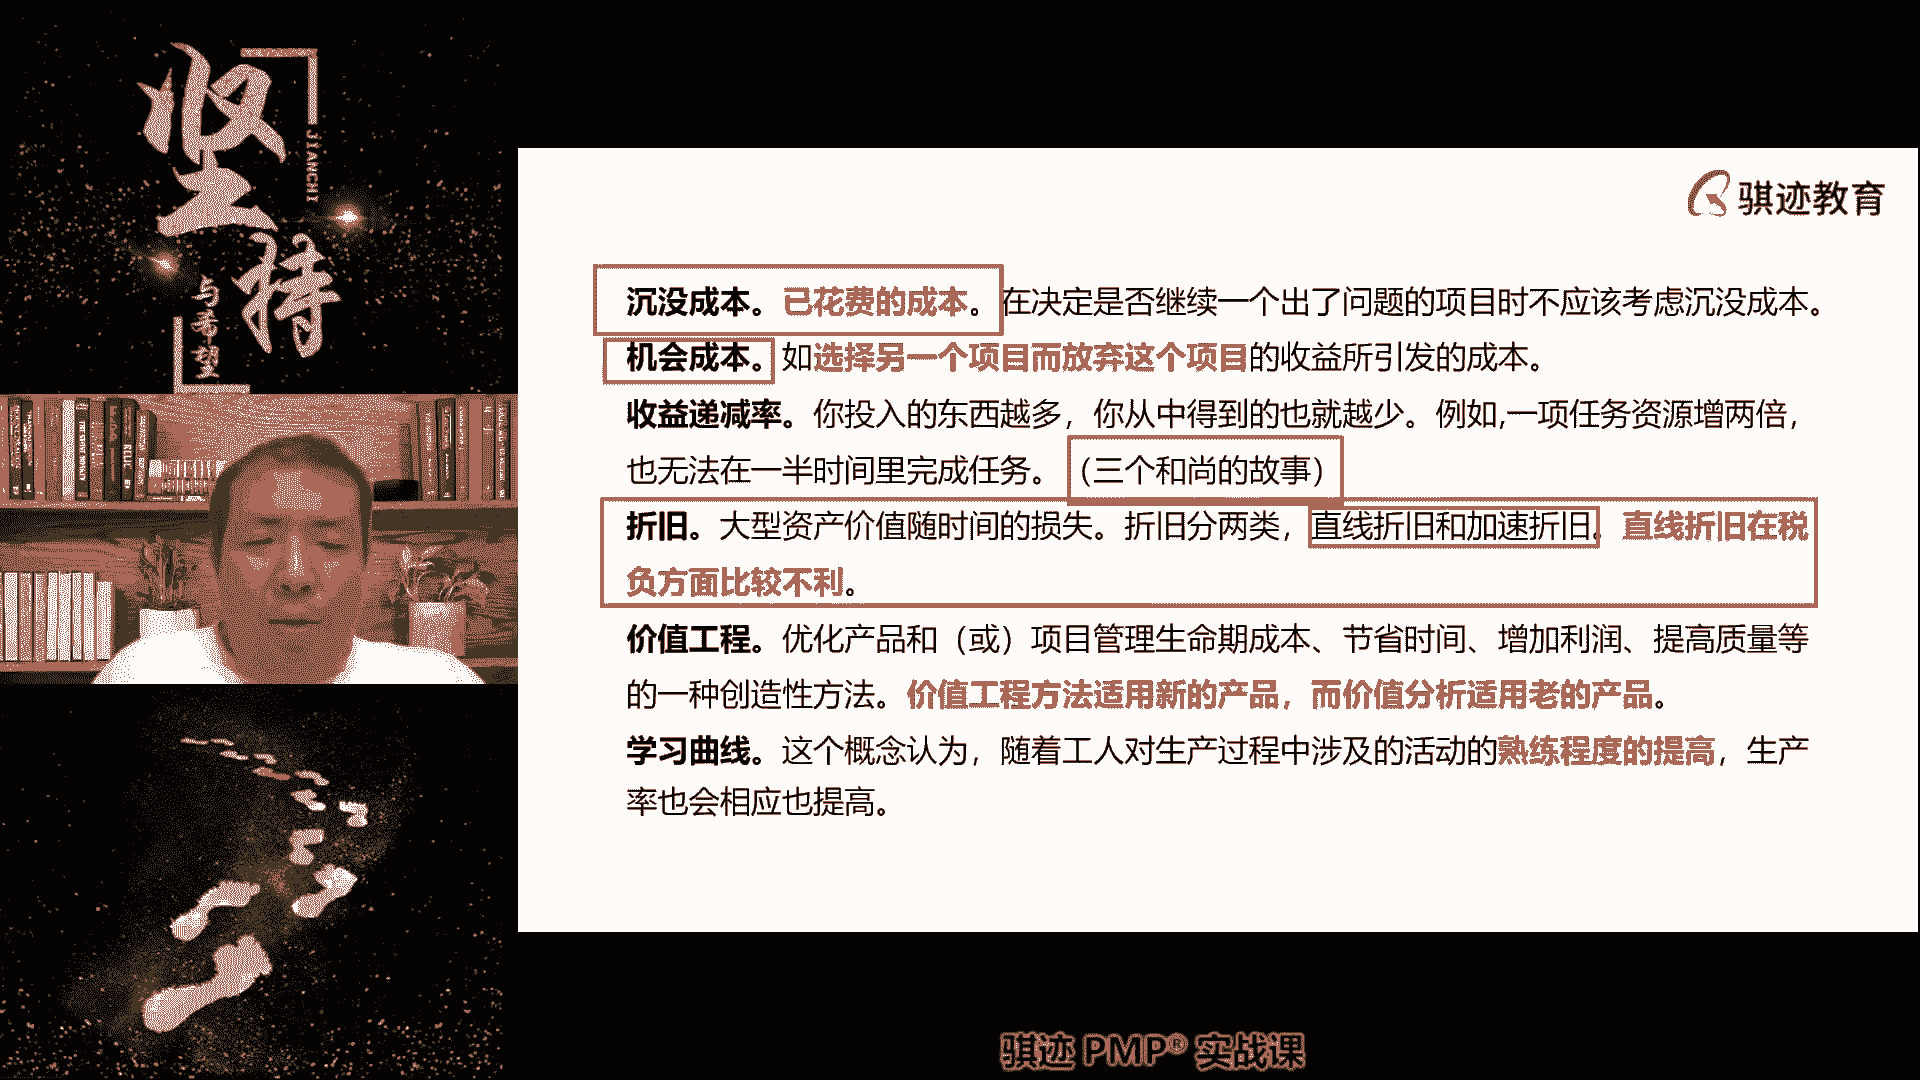 坚持
JIANCHI
与希望
骐迹教育
沉没成本。已花费的成本。在决定是否继续一个出了问题的项目时不应该考虑沉没成本。
机会成本。如选择另一个项目而放弃这个项目的收益所引发的成本。
收益递减率。你投入的东西越多，你从中得到的也就越少。例如,一项任务资源增两倍，
也无法在一半时间里完成任务。（三个和尚的故事）
折旧。大型资产价值随时间的损失。折旧分两类，直线折旧和加速折旧。直线折旧在税
负方面比较不利。
价值工程。优化产品和（或）项目管理生命期成本、节省时间、增加利润、提高质量等
的一种创造性方法。价值工程方法适用新的产品，而价值分析适用老的产品。
学习曲线。这个概念认为，随着工人对生产过程中涉及的活动的熟练程度的提高，生产
率也会相应也提高。
骐迹 PMP® 实战课